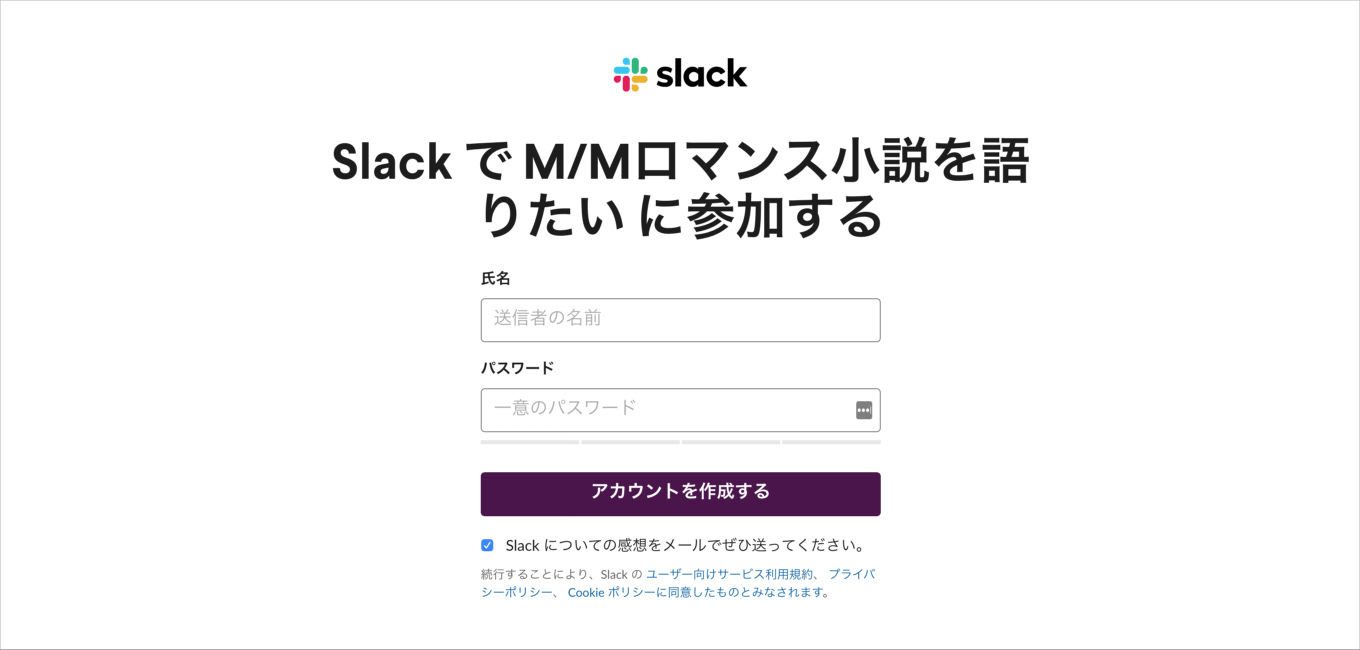 slack
Slack で M/Mロマンス小説を語
りたい に参加する
氏名
送信者の名前
パスワード
一意のパスワード
アカウントを作成する
Slack についての感想をメールでぜひ送ってください。
続行することにより、Slack の ユーザー向けサービス利用規約、 プライバ
シーポリシー、 Cookie ポリシーに同意したものとみなされます。